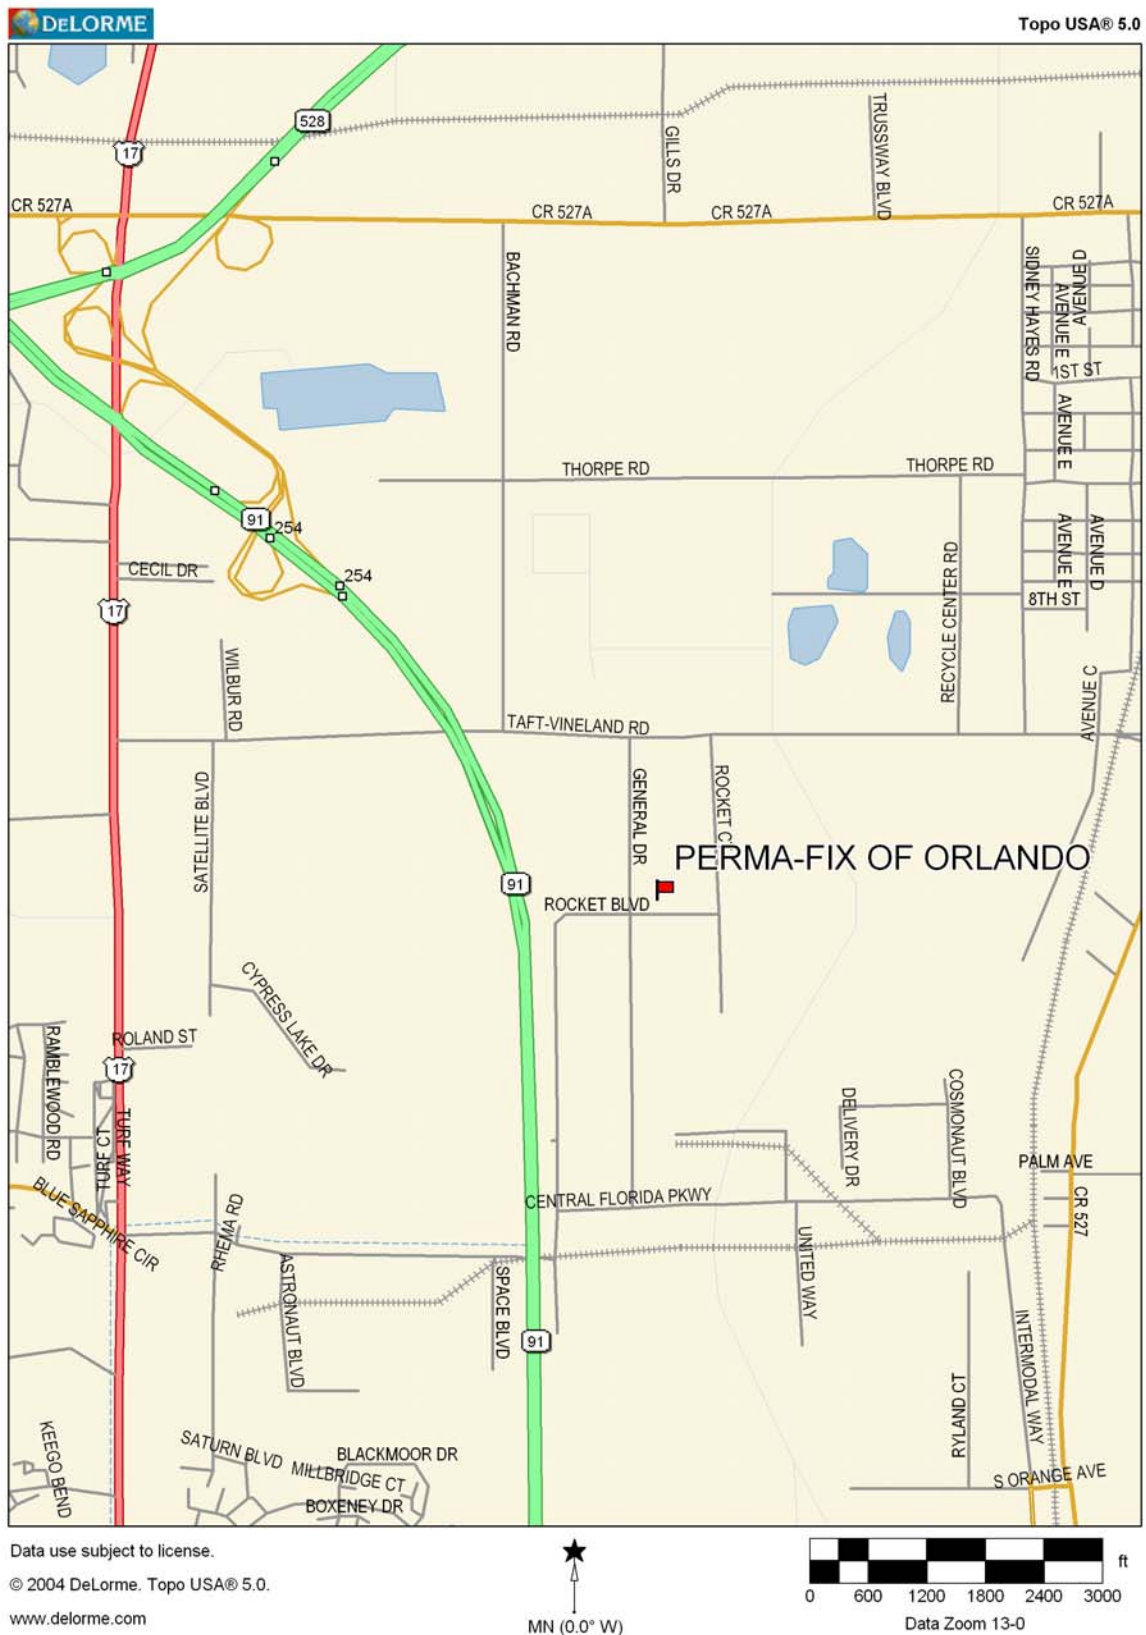 DELORME
Topo USA® 5.0
528
17
GILLS DR
TRUSSWAY BLVD
CR 527A
CR 527A
CR 527A
CR 527A
BACHMAN RD
SIDNEY HAYES RD
AVENUE D
AVENUE E
1ST ST
AVENUE E
THORPE RD
THORPE RD
91
254
254
CECIL DR
17
RECYCLE CENTER RD
AVENUE E
AVENUE D
8TH ST
WILBUR RD
AVENUE C
TAFT-VINELAND RD
SATELLITE BLVD
GENERAL DR
ROCKET C
PERMA-FIX OF ORLANDO
91
ROCKET BLVD
CYPRESS LAKE DR
ROLAND ST
RAMBLEWOOD RD
17
TURF CT
TURF WAY
DELIVERY DR
COSMONAUT BLVD
PALM AVE
CR 527
BLUE SAPPHIRE CIR
CENTRAL FLORIDA PKWY
RHEMA RD
ASTRONAUT BLVD
SPACE BLVD
UNITED WAY
91
INTERMODAL WAY
RYLAND CT
KEEGO BEND
SATURN BLVD
MILLBRIDGE CT
BLACKMOOR DR
BOXENEY DR
S ORANGE AVE
Data use subject to license.
© 2004 DeLorme. Topo USA® 5.0.
www.delorme.com
MN (0.0° W)
ft
0 600 1200 1800 2400 3000
Data Zoom 13-0